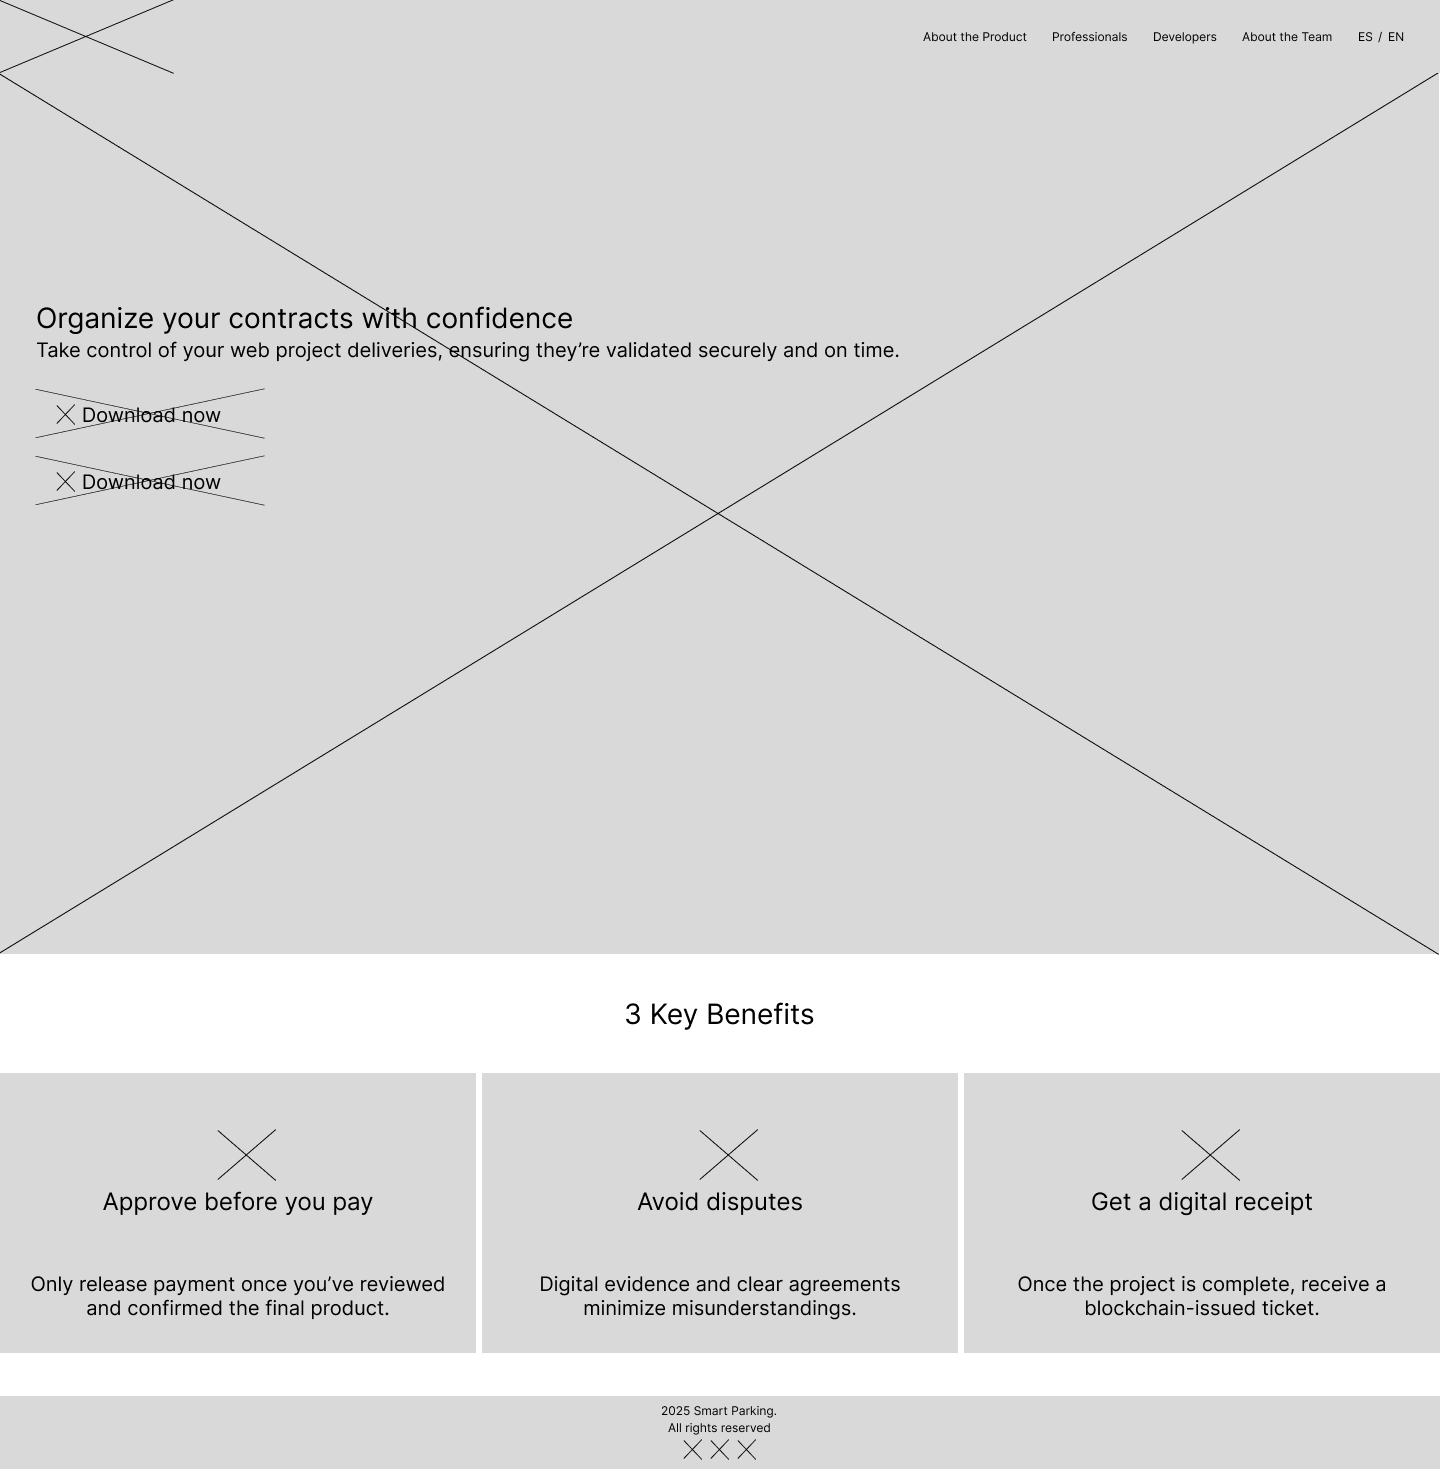 About the Product Professionals Developers About the Team ES / EN
Organize your contracts with confidence
Take control of your web project deliveries, ensuring they’re validated securely and on time.
Download now
Download now
3 Key Benefits
Approve before you pay
Only release payment once you’ve reviewed
and confirmed the final product.
Avoid disputes
Digital evidence and clear agreements
minimize misunderstandings.
Get a digital receipt
Once the project is complete, receive a
blockchain-issued ticket.
2025 Smart Parking.
All rights reserved